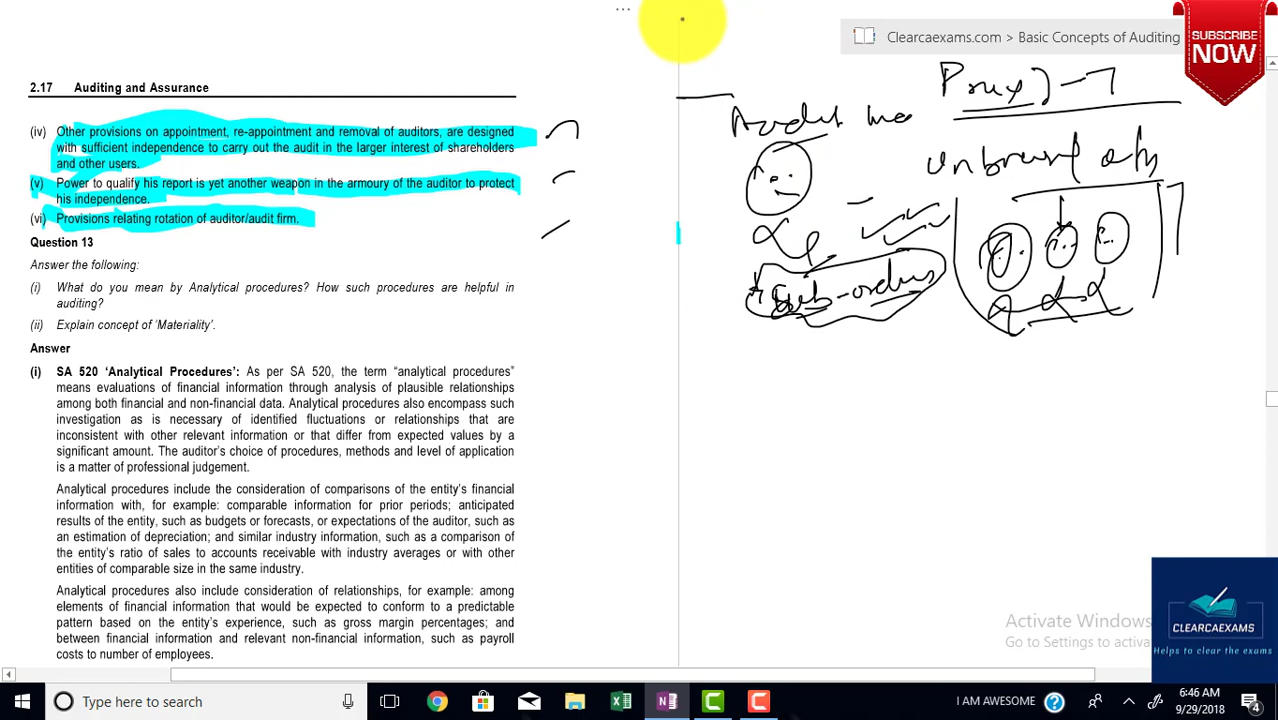 SUBSCRIBE
NOW
Clearcaexams.com > Basic Concepts of Auditing
2.17 Auditing and Assurance
(iv) Other provisions on appointment, re-appointment and removal of auditors, are designed
with sufficient independence to carry out the audit in the larger interest of shareholders
and other users.
(v) Power to qualify his report is yet another weapon in the armoury of the auditor to protect
his independence.
(vi) Provisions relating rotation of auditor/audit firm.
Question 13
Answer the following:
(i) What do you mean by Analytical procedures? How such procedures are helpful in
auditing?
(ii) Explain concept of 'Materiality'.
Answer
(i) SA 520 'Analytical Procedures': As per SA 520, the term “analytical procedures”
means evaluations of financial information through analysis of plausible relationships
among both financial and non-financial data. Analytical procedures also encompass such
investigation as is necessary of identified fluctuations or relationships that are
inconsistent with other relevant information or that differ from expected values by a
significant amount. The auditor's choice of procedures, methods and level of application
is a matter of professional judgement.
Analytical procedures include the consideration of comparisons of the entity's financial
information with, for example: comparable information for prior periods; anticipated
results of the entity, such as budgets or forecasts, or expectations of the auditor, such as
an estimation of depreciation; and similar industry information, such as a comparison of
the entity's ratio of sales to accounts receivable with industry averages or with other
entities of comparable size in the same industry.
Analytical procedures also include consideration of relationships, for example: among
elements of financial information that would be expected to conform to a predictable
pattern based on the entity's experience, such as gross margin percentages; and
between financial information and relevant non-financial information, such as payroll
costs to number of employees.
Audit
Activate Windows
Go to Settings to activa
CLEARCAEXAMS
Helps to clear the exams
Type here to search
I AM AWESOME
6:46 AM
9/29/2018
4